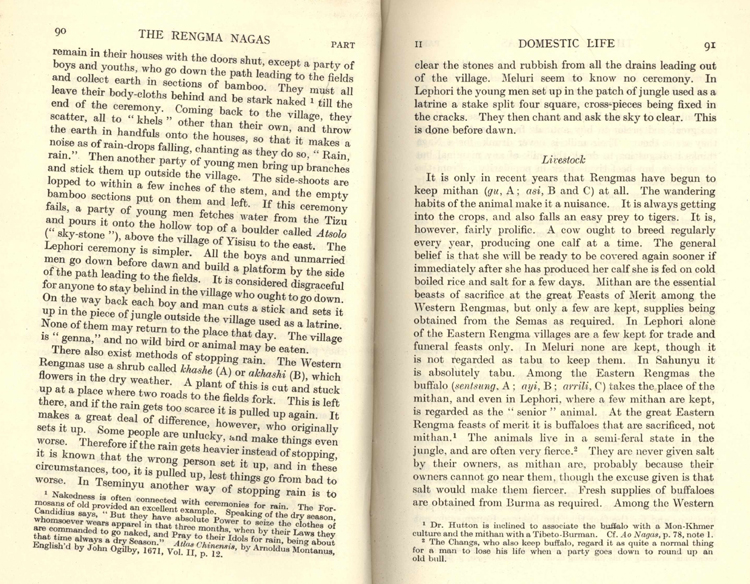 90
THE RENGMA NAGAS
PART
remain in their houses with the doors shut, except a party of
boys and youths, who go down the path leading to the fields
and collect earth in sections of bamboo. They must all
leave their body-cloths behind and be stark naked ¹ till the
end of the ceremony. Coming back to the village, they
scatter, all to “ khels ” other than their own, and throw
the earth in handfuls onto the houses, so that it makes a
noise as of rain-drops falling, chanting as they do so, “ Rain,
rain.” Then another party of young men bring up branches
and stick them up outside the village. The side-shoots are
lopped to within a few inches of the stem, and the empty
bamboo sections put on them and left. If this ceremony
fails, a party of young men fetches water from the Tizu
and pours it onto the hollow top of a boulder called Atsolo
(“ sky-stone ”), above the village of Yisisu to the east. The
Lephori ceremony is simpler. All the boys and unmarried
men go down before dawn and build a platform by the side
of the path leading to the fields. It is considered disgraceful
for anyone to stay behind in the village who ought to go down.
On the way back each boy and man cuts a stick and sets it
up in the piece of jungle outside the village used as a latrine.
None of them may return to the place that day. The village
is “ genna,” and no wild bird or animal may be eaten.
There also exist methods of stopping rain. The Western
Rengmas use a shrub called khashe (A) or akhashi (B), which
flowers in the dry weather. A plant of this is cut and stuck
up at a place where two roads to the fields fork. This is left
there, and if the rain gets too scarce it is pulled up again. It
makes a great deal of difference, however, who originally
sets it up. Some people are unlucky, and make things even
worse. Therefore if the rain gets heavier instead of stopping,
it is known that the wrong person set it up, and in these
circumstances, too, it is pulled up, lest things go from bad to
worse. In Tseminyu another way of stopping rain is to
¹ Nakedness is often connected with ceremonies for rain. The For-
mosans of old provided an excellent example. Speaking of the dry season,
Candidius says, “ But they have absolute Power to seize the clothes of
whomsoever wears apparel in that three months, when by their Laws they
are commanded to go naked, and Pray to their Idols for rain, being about
that time always a dry Season.” Atlas Chinensis, by Arnoldus Montanus,
English'd by John Ogilby, 1671, Vol. II, p. 12.
II
DOMESTIC LIFE
91
clear the stones and rubbish from all the drains leading out
of the village. Meluri seem to know no ceremony. In
Lephori the young men set up in the patch of jungle used as a
latrine a stake split four square, cross-pieces being fixed in
the cracks. They then chant and ask the sky to clear. This
is done before dawn.
Livestock
It is only in recent years that Rengmas have begun to
keep mithan (gu, A ; asi, B and C) at all. The wandering
habits of the animal make it a nuisance. It is always getting
into the crops, and also falls an easy prey to tigers. It is,
however, fairly prolific. A cow ought to breed regularly
every year, producing one calf at a time. The general
belief is that she will be ready to be covered again sooner if
immediately after she has produced her calf she is fed on cold
boiled rice and salt for a few days. Mithan are the essential
beasts of sacrifice at the great Feasts of Merit among the
Western Rengmas, but only a few are kept, supplies being
obtained from the Semas as required. In Lephori alone
of the Eastern Rengma villages are a few kept for trade and
funeral feasts only. In Meluri none are kept, though it
is not regarded as tabu to keep them. In Sahunyu it
is absolutely tabu. Among the Eastern Rengmas the
buffalo (sentsung, A ; ayi, B ; arrili, C) takes the place of the
mithan, and even in Lephori, where a few mithan are kept,
is regarded as the “ senior ” animal. At the great Eastern
Rengma feasts of merit it is buffaloes that are sacrificed, not
mithan.¹ The animals live in a semi-feral state in the
jungle, and are often very fierce.² They are never given salt
by their owners, as mithan are, probably because their
owners cannot go near them, though the excuse given is that
salt would make them fiercer. Fresh supplies of buffaloes
are obtained from Burma as required. Among the Western
¹ Dr. Hutton is inclined to associate the buffalo with a Mon-Khmer
culture and the mithan with a Tibeto-Burman. Cf. Ao Nagas, p. 78, note 1.
² The Changs, who also keep buffalo, regard it as quite a normal thing
for a man to lose his life when a party goes down to round up an
old bull.